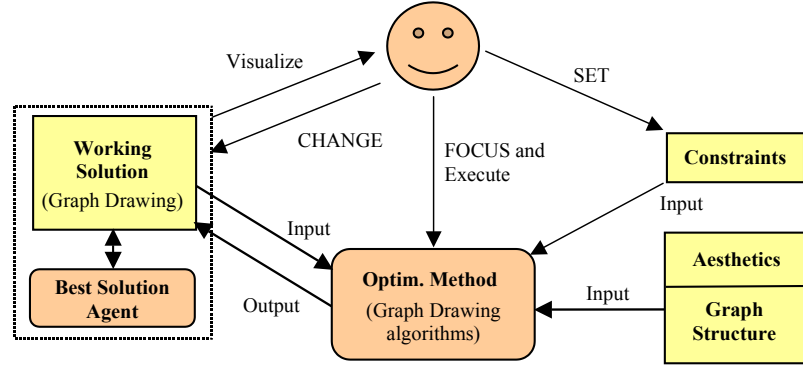 Visualize
SET
CHANGE
FOCUS and
Execute
Working
Solution
(Graph Drawing)
Constraints
Input
Input
Best Solution
Agent
Output
Optim. Method
(Graph Drawing
algorithms)
Input
Aesthetics
Graph
Structure